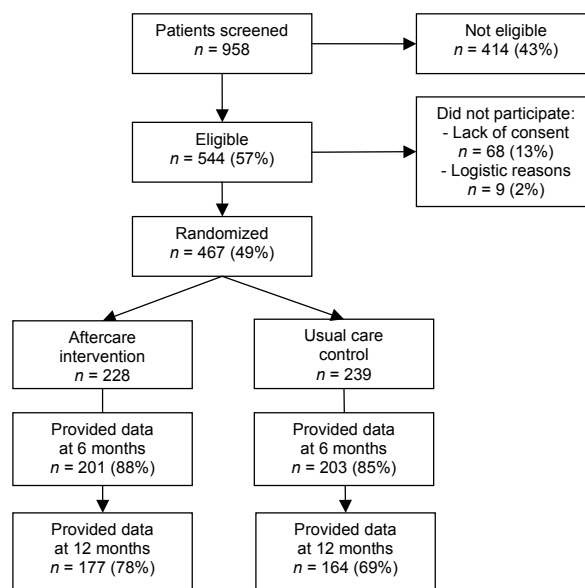 Patients screened
n = 958
Not eligible
n = 414 (43%)
Did not participate:
- Lack of consent
n = 68 (13%)
- Logistic reasons
n = 9 (2%)
Eligible
n = 544 (57%)
Randomized
n = 467 (49%)
Aftercare
intervention
n = 228
Usual care
control
n = 239
Provided data
at 6 months
n = 201 (88%)
Provided data
at 6 months
n = 203 (85%)
Provided data
at 12 months
n = 177 (78%)
Provided data
at 12 months
n = 164 (69%)